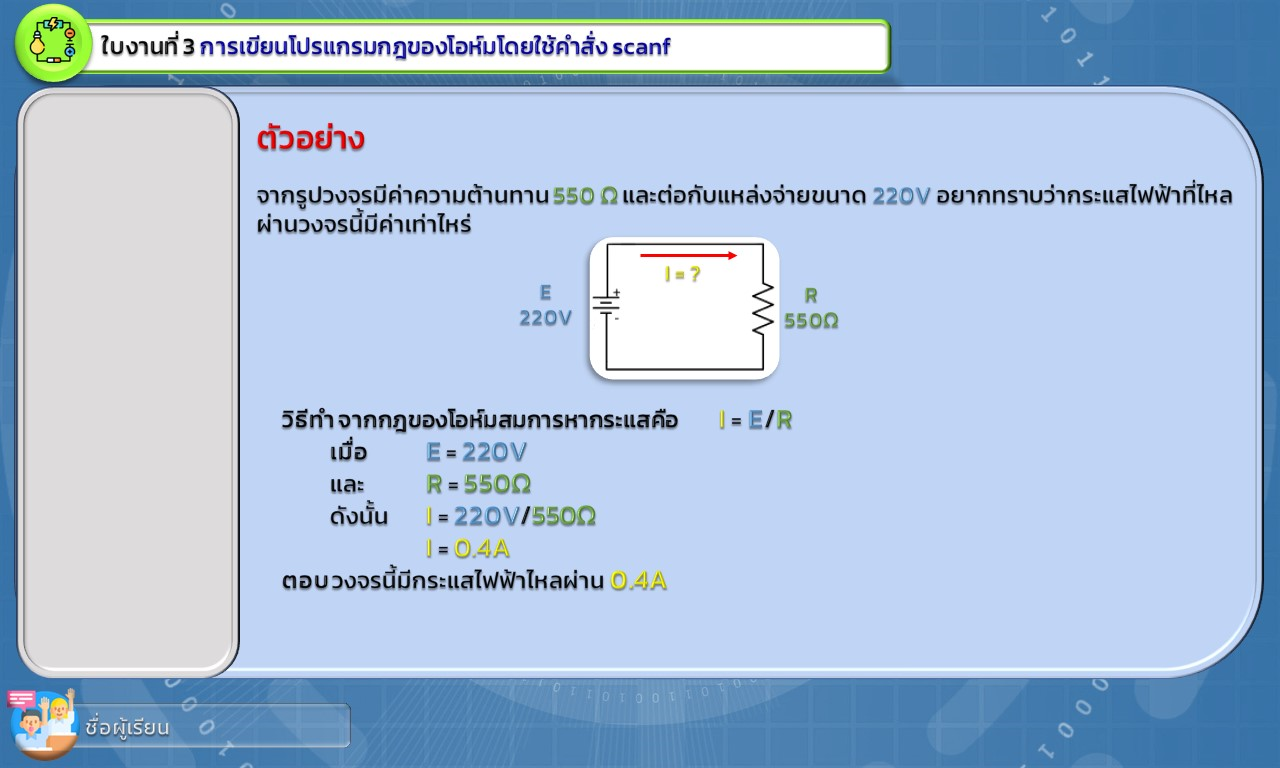 ใบงานที่ 3 การเขียนโปรแกรมกฎของโอห์มโดยใช้คำสั่ง scanf
ตัวอย่าง
จากรูปวงจรมีค่าความต้านทาน 550 Ω และต่อกับแหล่งจ่ายขนาด 220V อยากทราบว่ากระแสไฟฟ้าที่ไหล
ผ่านวงจรนี้มีค่าเท่าไหร่
I = ?
E
220V
+
-
R
550Ω
วิธีทำ จากกฎของโอห์มสมการหากระแสคือ I = E/R
เมื่อ E = 220V
และ R = 550Ω
ดังนั้น I = 220V/550Ω
I = 0.4A
ตอบ วงจรนี้มีกระแสไฟฟ้าไหลผ่าน 0.4A
ชื่อผู้เรียน